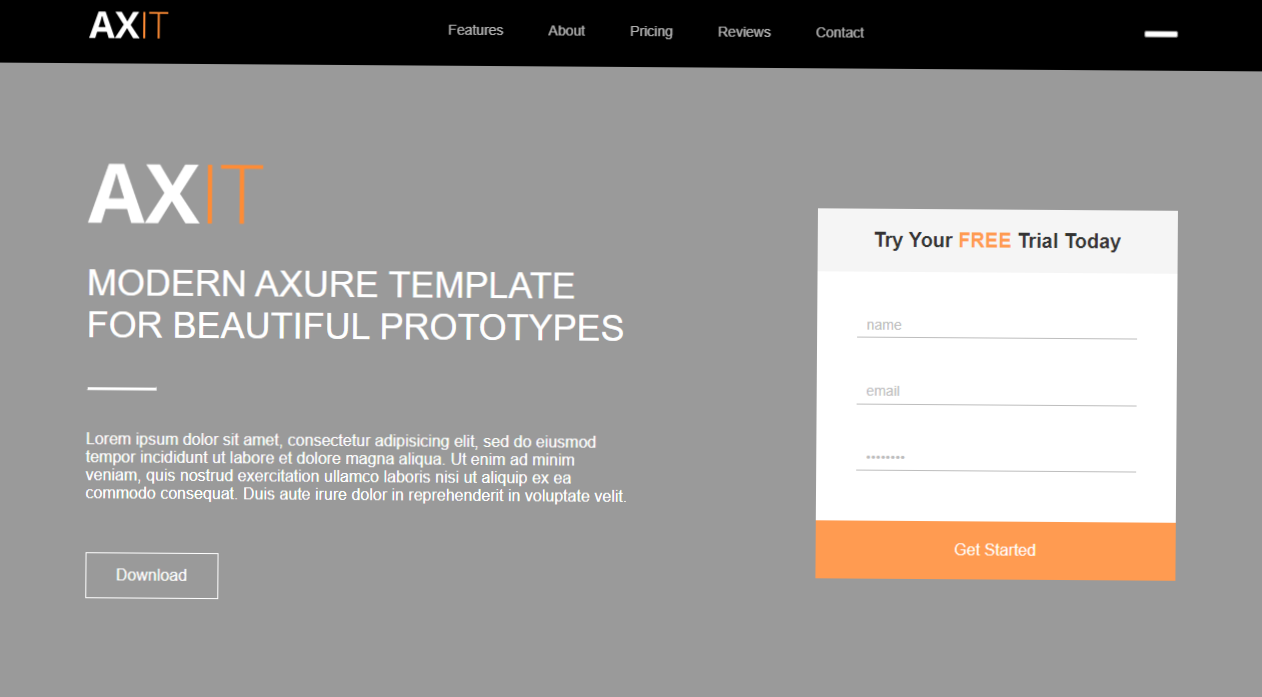 AXIT
Features About Pricing Reviews Contact
AXIT
MODERN AXURE TEMPLATE
FOR BEAUTIFUL PROTOTYPES
Lorem ipsum dolor sit amet, consectetur adipisicing elit, sed do eiusmod
tempor incididunt ut labore et dolore magna aliqua. Ut enim ad minim
veniam, quis nostrud exercitation ullamco laboris nisi ut aliquip ex ea
commodo consequat. Duis aute irure dolor in reprehenderit in voluptate velit.
Download
Try Your FREE Trial Today
name
email
••••••••
Get Started